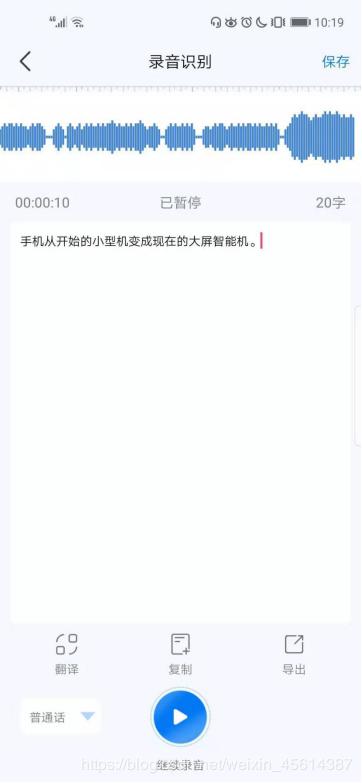 4G 10:19
录音识别 保存
00:00:10 已暂停 20字
手机从开始的小型机变成现在的大屏智能机。
翻译 复制 导出
普通话
继续录音
https://blog.csdn.net/weixin_45614387